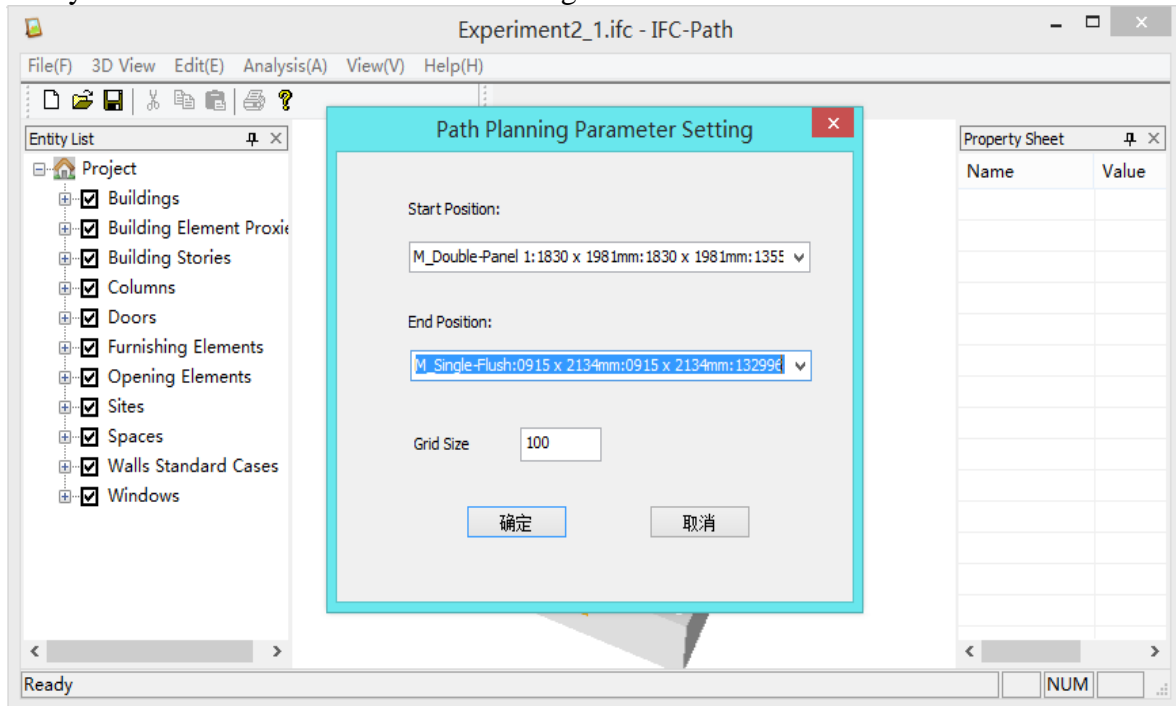 Experiment2_1.ifc - IFC-Path
File(F) 3D View Edit(E) Analysis(A) View(V) Help(H)
Entity List
Project
Buildings
Building Element Proxie
Building Stories
Columns
Doors
Furnishing Elements
Opening Elements
Sites
Spaces
Walls Standard Cases
Windows
Path Planning Parameter Setting
Start Position:
M_Double-Panel 1:1830 x 1981mm:1830 x 1981mm:1355
End Position:
M_Single-Flush:0915 x 2134mm:0915 x 2134mm:132996
Grid Size 100
确定 取消
Property Sheet
Name Value
Ready
NUM